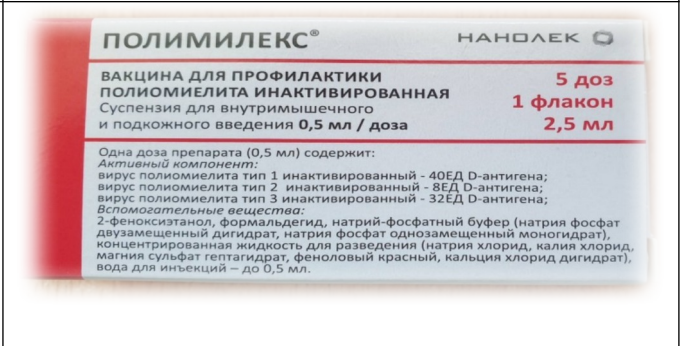 ПОЛИМИЛЕКС®
НАНОЛЕК
ВАКЦИНА ДЛЯ ПРОФИЛАКТИКИ
ПОЛИОМИЕЛИТА ИНАКТИВИРОВАННАЯ
Суспензия для внутримышечного
и подкожного введения 0,5 мл / доза
5 доз
1 флакон
2,5 мл
Одна доза препарата (0,5 мл) содержит:
Активный компонент:
вирус полиомиелита тип 1 инактивированный - 40ЕД D-антигена;
вирус полиомиелита тип 2 инактивированный - 8ЕД D-антигена;
вирус полиомиелита тип 3 инактивированный - 32ЕД D-антигена;
Вспомогательные вещества:
2-феноксиэтанол, формальдегид, натрий-фосфатный буфер (натрия фосфат
двузамещенный дигидрат, натрия фосфат однозамещенный моногидрат),
концентрированная жидкость для разведения (натрия хлорид, калия хлорид,
магния сульфат гептагидрат, феноловый красный, кальция хлорид дигидрат),
вода для инъекций – до 0,5 мл.